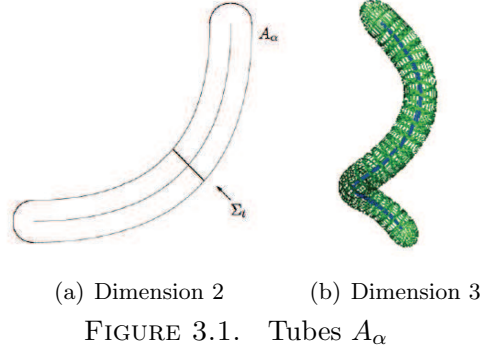 A_α
Σ_t
(a) Dimension 2 (b) Dimension 3
FIGURE 3.1. Tubes A_α